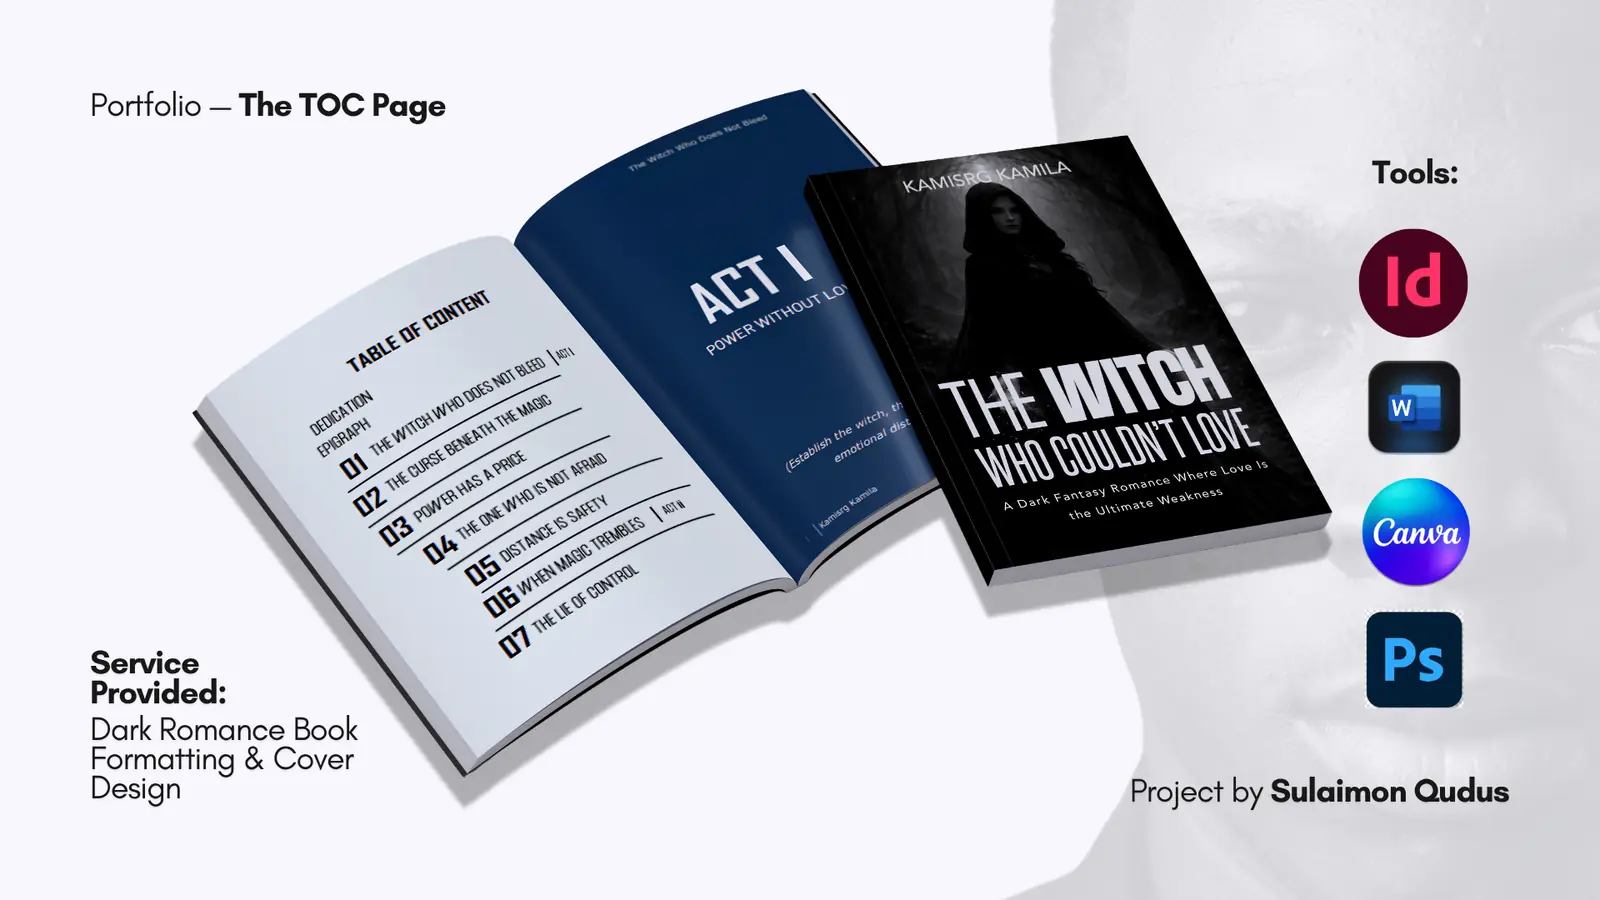 Portfolio — The TOC Page
The Witch Who Does Not Bleed
ACT I
POWER WITHOUT
(Establish the witch,
emotional
Kamisrg Kamila
TABLE OF CONTENT
DEDICATION
EPIGRAPH
01 THE WITCH WHO DOES NOT BLEED | ACT I
02 THE CURSE BENEATH THE MAGIC
03 POWER HAS A PRICE
04 THE ONE WHO IS NOT AFRAID
05 DISTANCE IS SAFETY
06 WHEN MAGIC TREMBLES | ACT II
07 THE LIE OF CONTROL
KAMISRG KAMILA
THE WITCH
WHO COULDN'T LOVE
A Dark Fantasy Romance Where Love Is
the Ultimate Weakness
Tools:
Id
W
Canva
Ps
Service
Provided:
Dark Romance Book
Formatting & Cover
Design
Project by Sulaimon Qudus